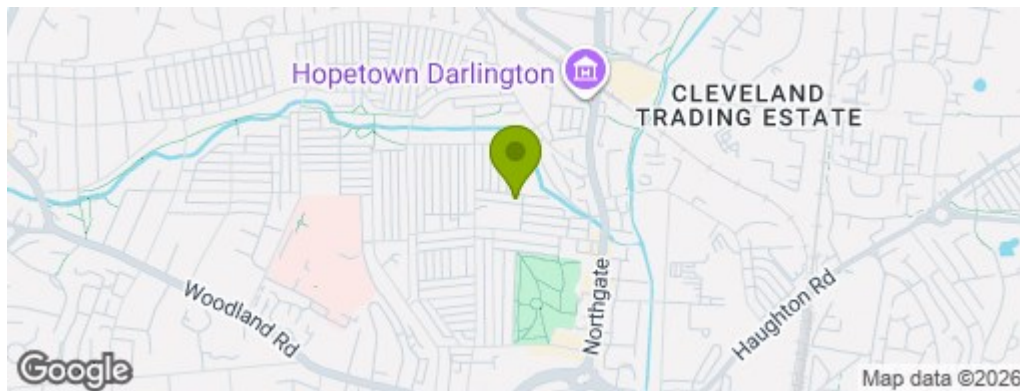 Hopetown Darlington
CLEVELAND
TRADING ESTATE
Woodland Rd
Northgate
Haughton Rd
Google
Map data ©2026